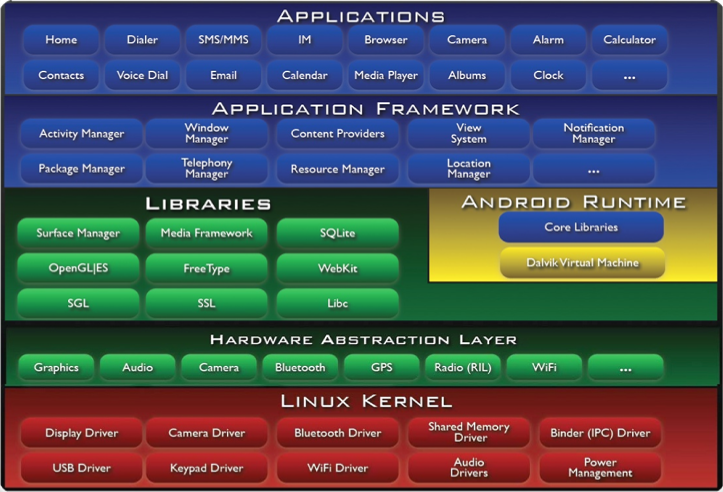 APPLICATIONS
Home Dialer SMS/MMS IM Browser Camera Alarm Calculator
Contacts Voice Dial Email Calendar Media Player Albums Clock ...
APPLICATION FRAMEWORK
Activity Manager Window Manager Content Providers View System Notification Manager
Package Manager Telephony Manager Resource Manager Location Manager ...
LIBRARIES
Surface Manager Media Framework SQLite
OpenGL|ES FreeType WebKit
SGL SSL Libc
ANDROID RUNTIME
Core Libraries
Dalvik Virtual Machine
HARDWARE ABSTRACTION LAYER
Graphics Audio Camera Bluetooth GPS Radio (RIL) WiFi ...
LINUX KERNEL
Display Driver Camera Driver Bluetooth Driver Shared Memory Driver Binder (IPC) Driver
USB Driver Keypad Driver WiFi Driver Audio Drivers Power Management